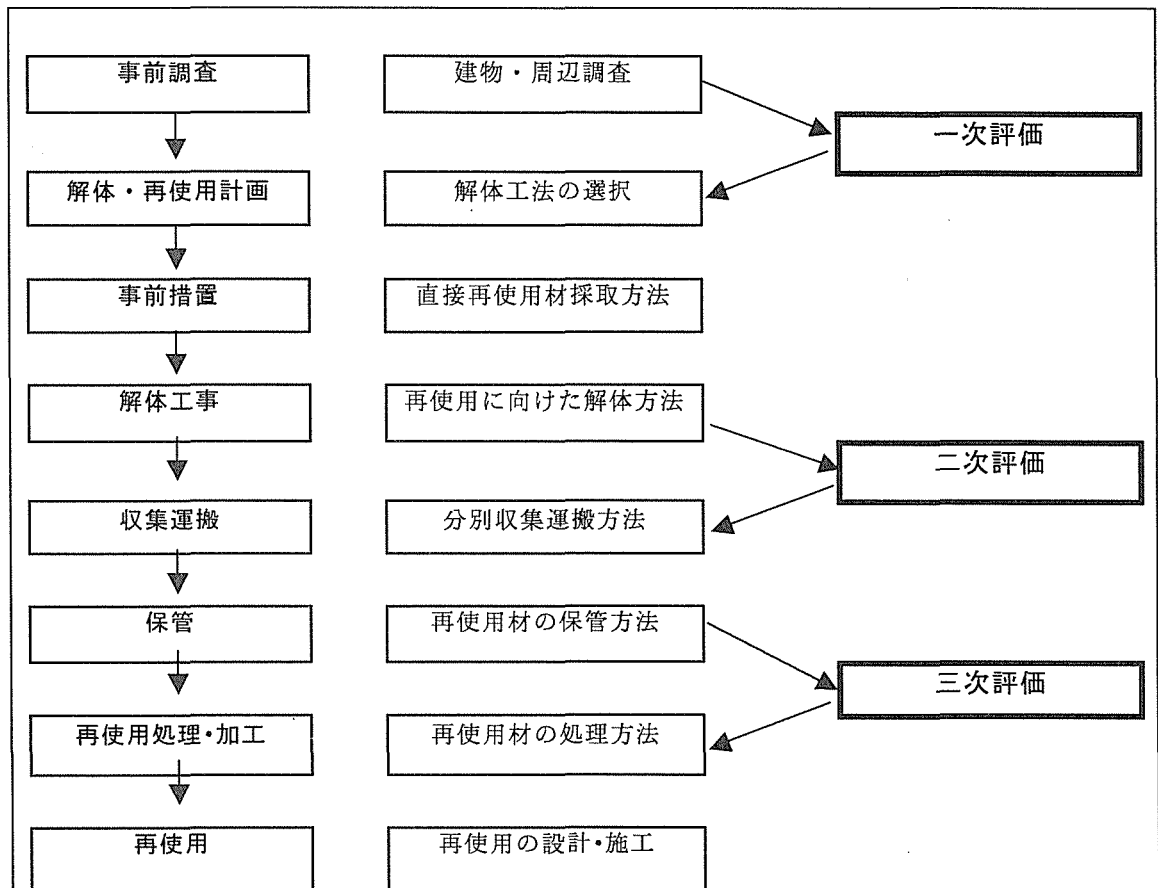 事前調査
建物・周辺調査
一次評価
解体・再使用計画
解体工法の選択
事前措置
直接再使用材採取方法
解体工事
再使用に向けた解体方法
二次評価
収集運搬
分別収集運搬方法
保管
再使用材の保管方法
三次評価
再使用処理・加工
再使用材の処理方法
再使用
再使用の設計・施工